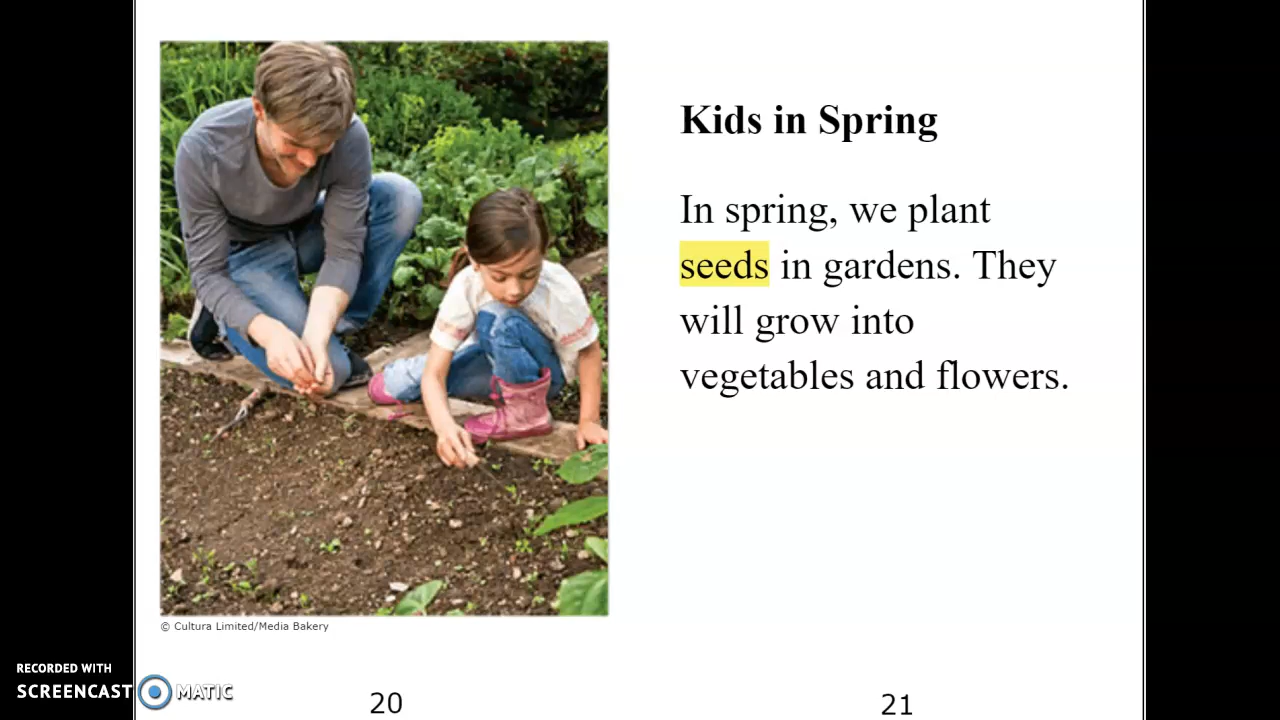 Kids in Spring
In spring, we plant
seeds in gardens. They
will grow into
vegetables and flowers.
© Cultura Limited/Media Bakery
RECORDED WITH
SCREENCAST MATIC
20
21